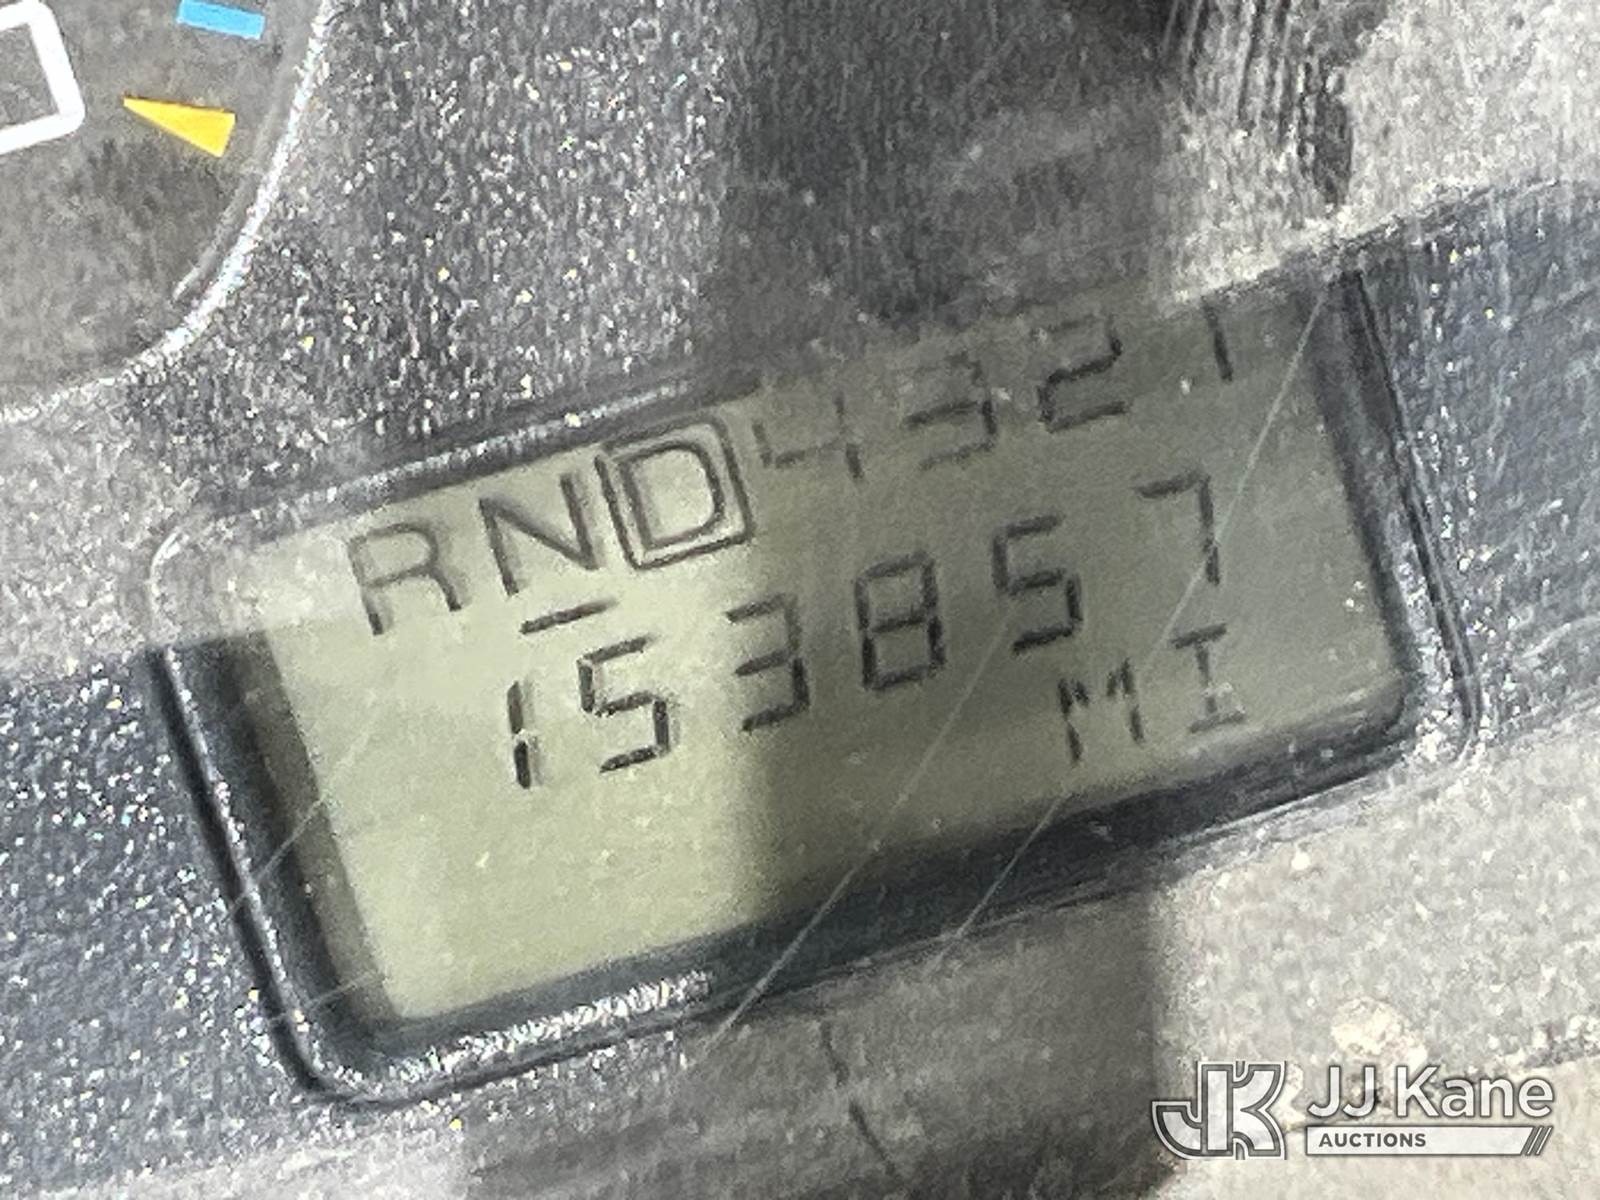 RND4321
153857
MI
JJ Kane
AUCTIONS